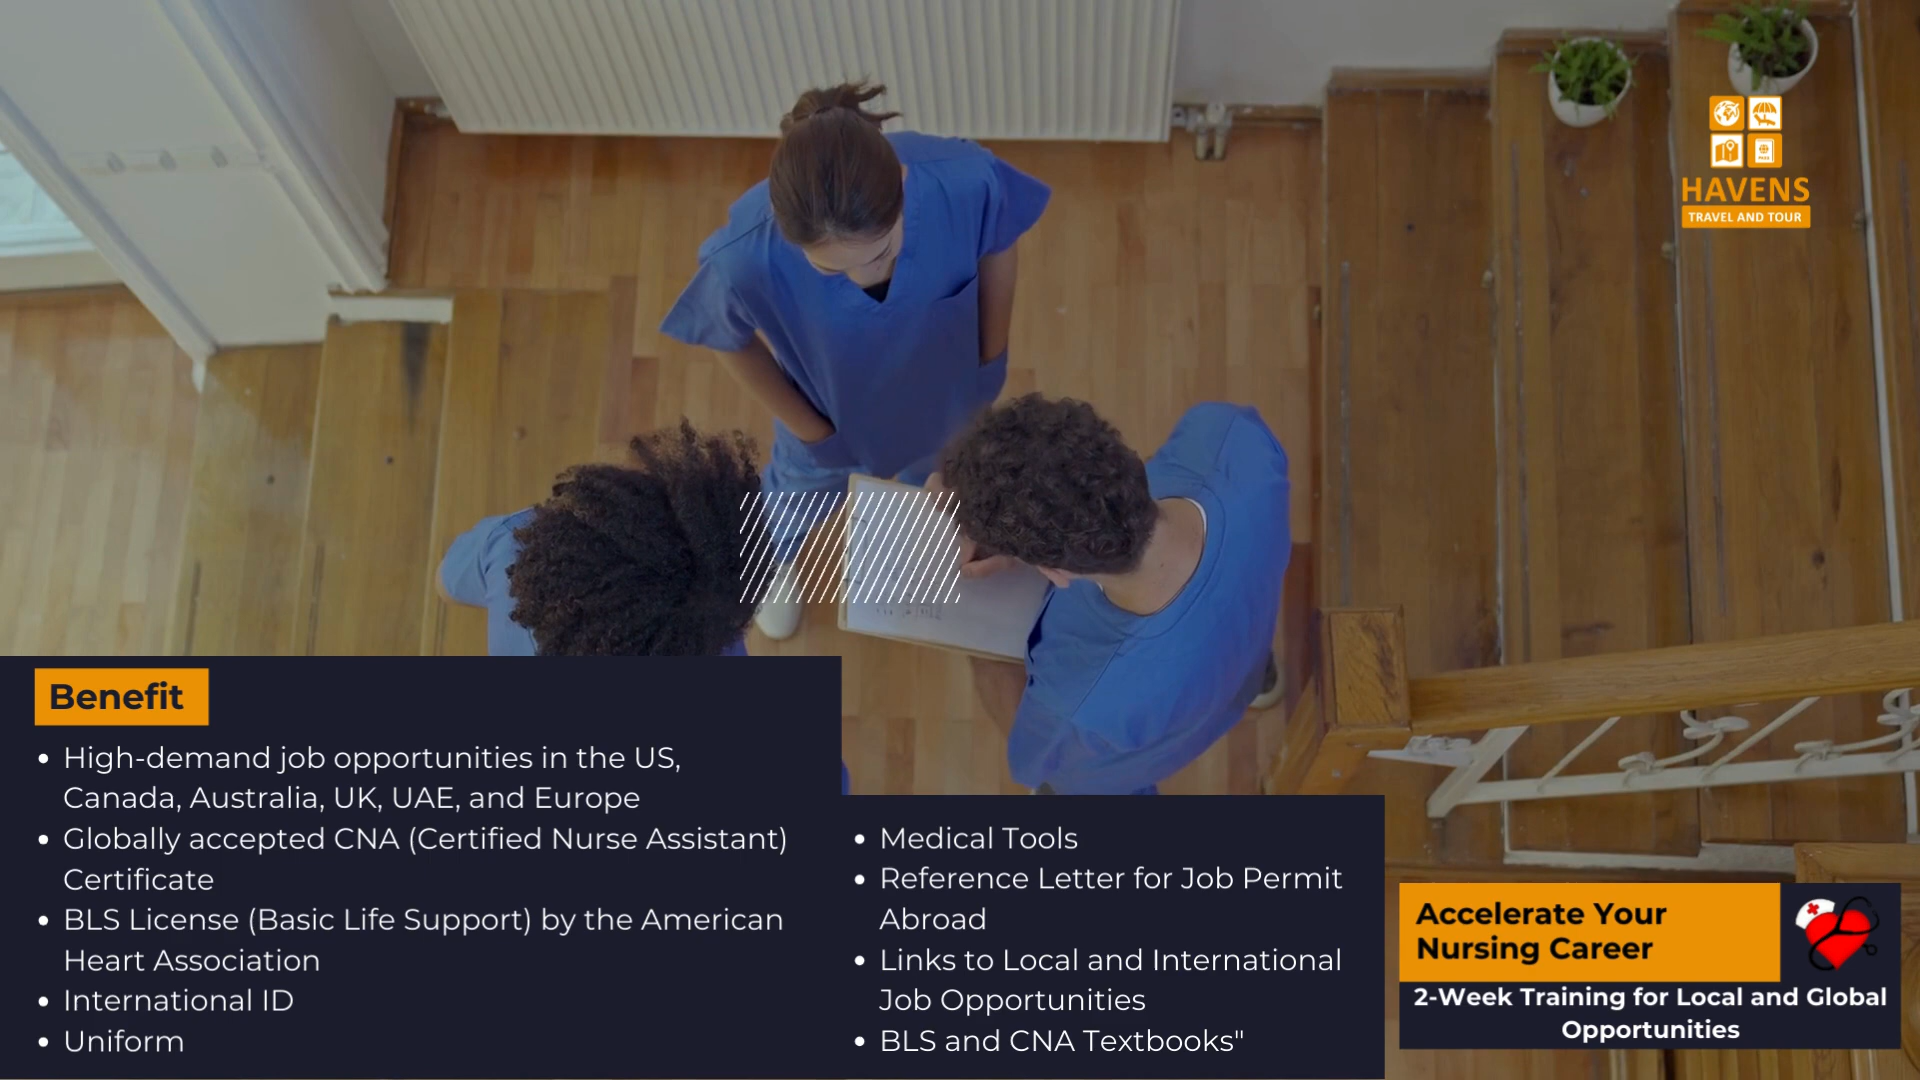 HAVENS
TRAVEL AND TOUR
Benefit
• High-demand job opportunities in the US,
Canada, Australia, UK, UAE, and Europe
• Globally accepted CNA (Certified Nurse Assistant)
Certificate
• BLS License (Basic Life Support) by the American
Heart Association
• International ID
• Uniform
• Medical Tools
• Reference Letter for Job Permit
Abroad
• Links to Local and International
Job Opportunities
• BLS and CNA Textbooks"
Accelerate Your
Nursing Career
2-Week Training for Local and Global
Opportunities